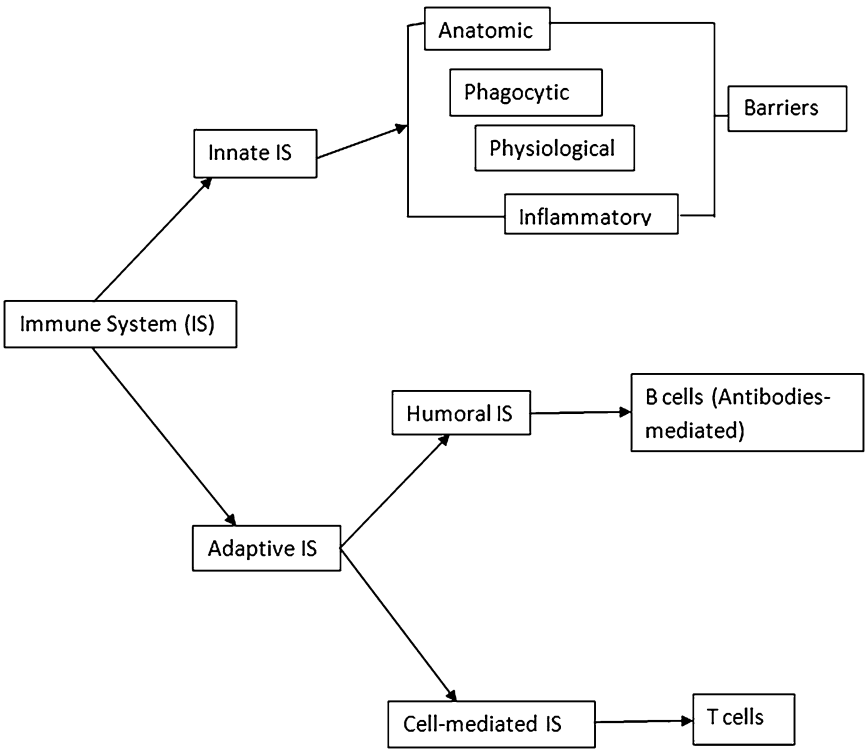 Anatomic
Phagocytic
Barriers
Innate IS
Physiological
Inflammatory
Immune System (IS)
Humoral IS
B cells (Antibodies-
mediated)
Adaptive IS
Cell-mediated IS
T cells